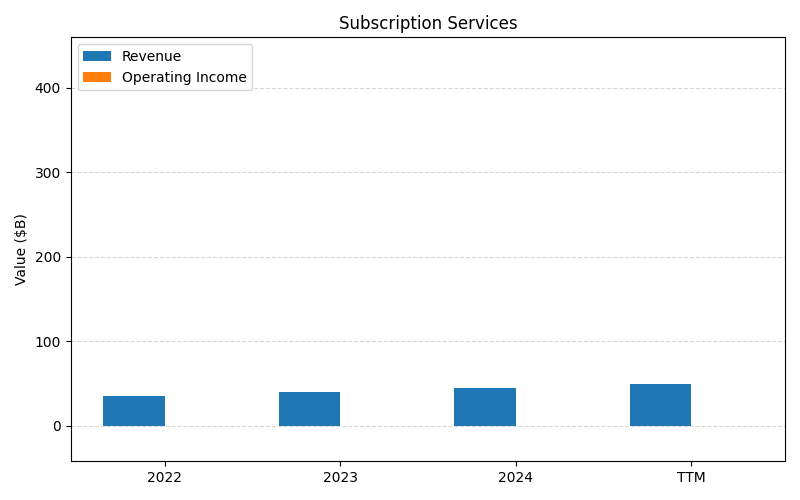 Subscription Services
Revenue
Operating Income
400
300
200
100
0
Value ($B)
2022 2023 2024 TTM